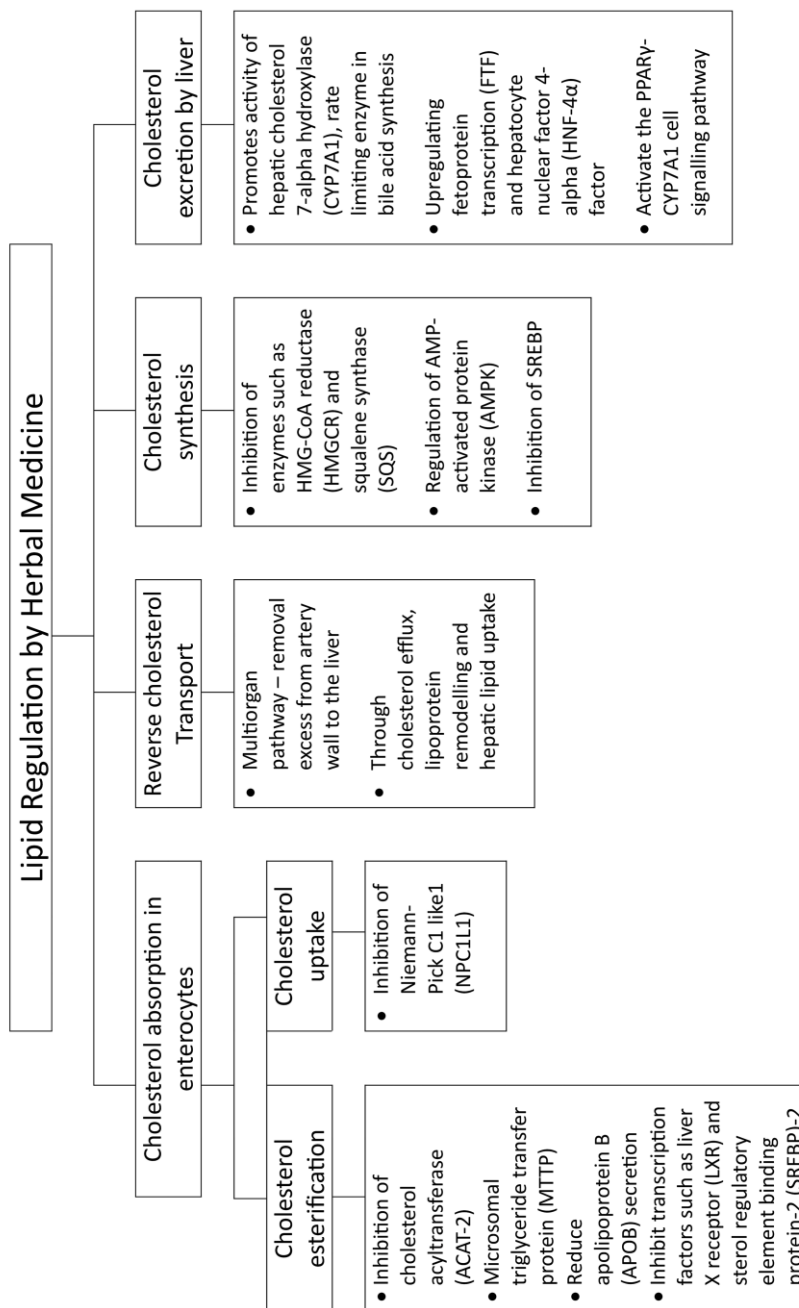 Lipid Regulation by Herbal Medicine
Cholesterol absorption in
enterocytes
Cholesterol
esterification
• Inhibition of
cholesterol
acyltransferase
(ACAT-2)
• Microsomal
triglyceride transfer
protein (MTTP)
• Reduce
apolipoprotein B
(APOB) secretion
• Inhibit transcription
factors such as liver
X receptor (LXR) and
sterol regulatory
element binding
protein-2 (SREBP)-2
Cholesterol
uptake
• Inhibition of
Niemann-
Pick C1 like1
(NPC1L1)
Reverse cholesterol
Transport
• Multiorgan
pathway – removal
excess from artery
wall to the liver
• Through
cholesterol efflux,
lipoprotein
remodelling and
hepatic lipid uptake
Cholesterol
synthesis
• Inhibition of
enzymes such as
HMG-CoA reductase
(HMGCR) and
squalene synthase
(SQS)
• Regulation of AMP-
activated protein
kinase (AMPK)
• Inhibition of SREBP
Cholesterol
excretion by liver
• Promotes activity of
hepatic cholesterol
7-alpha hydroxylase
(CYP7A1), rate
limiting enzyme in
bile acid synthesis
• Upregulating
fetoprotein
transcription (FTF)
and hepatocyte
nuclear factor 4-
alpha (HNF-4α)
factor
• Activate the PPARγ-
CYP7A1 cell
signalling pathway